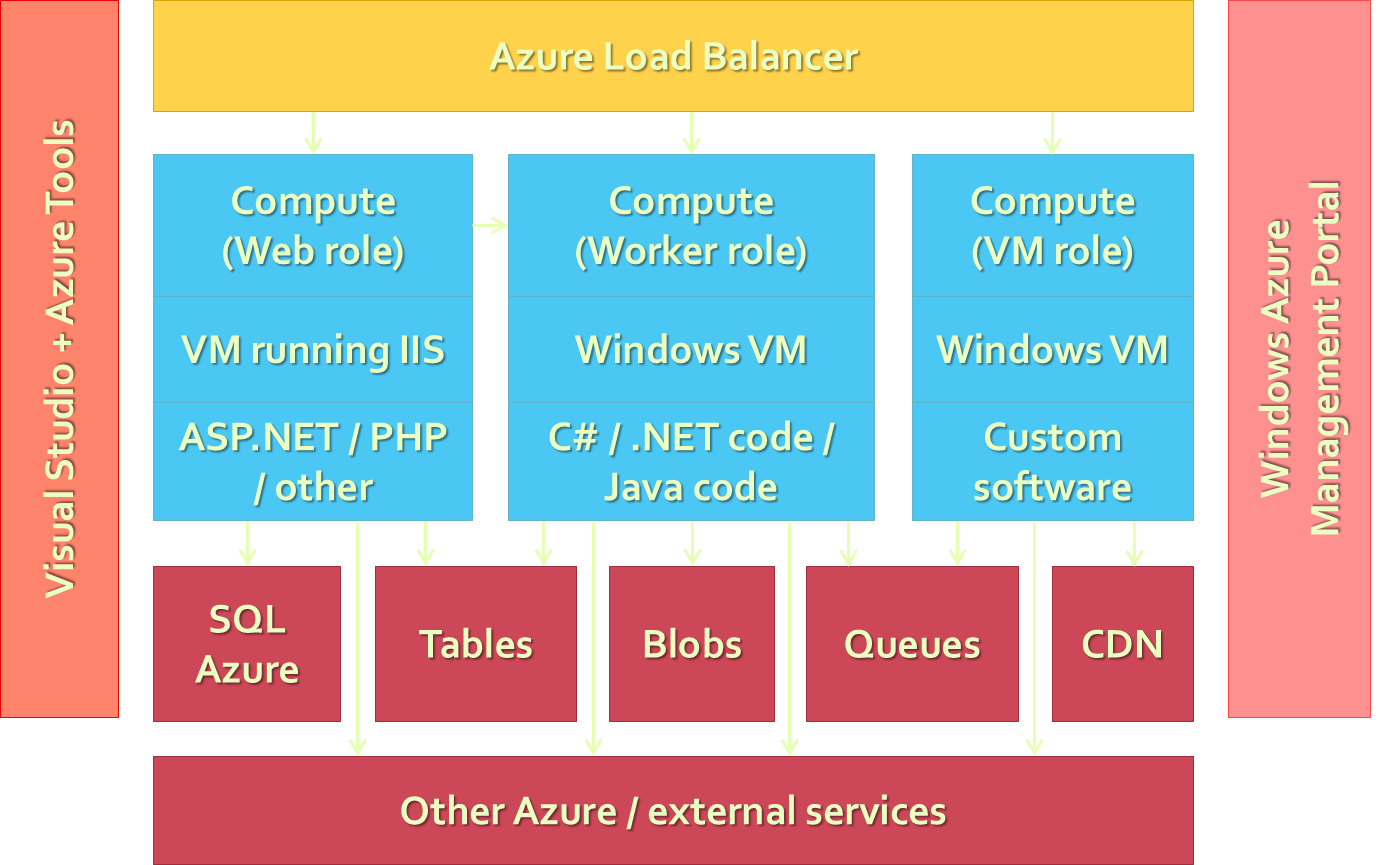 Visual Studio + Azure Tools
Azure Load Balancer
Compute
(Web role)
VM running IIS
ASP.NET / PHP
/ other
Compute
(Worker role)
Windows VM
C# / .NET code /
Java code
Compute
(VM role)
Windows VM
Custom
software
SQL
Azure
Tables
Blobs
Queues
CDN
Other Azure / external services
Windows Azure
Management Portal